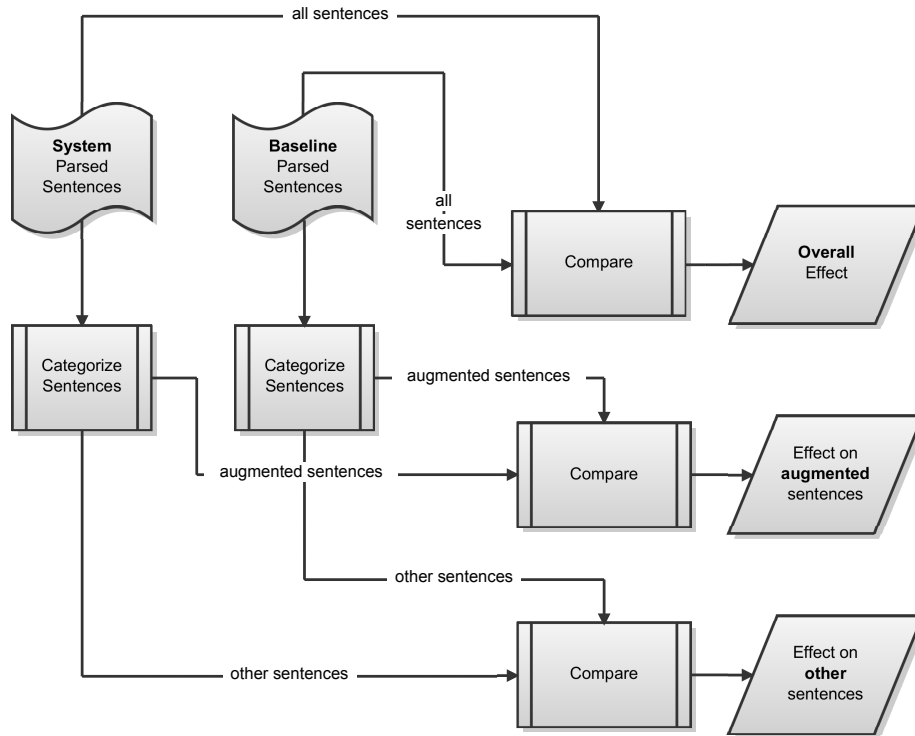 all sentences
System
Parsed
Sentences
Baseline
Parsed
Sentences
all
sentences
Compare
Overall
Effect
Categorize
Sentences
Categorize
Sentences
augmented sentences
augmented sentences
Compare
Effect on
augmented
sentences
other sentences
other sentences
Compare
Effect on
other
sentences